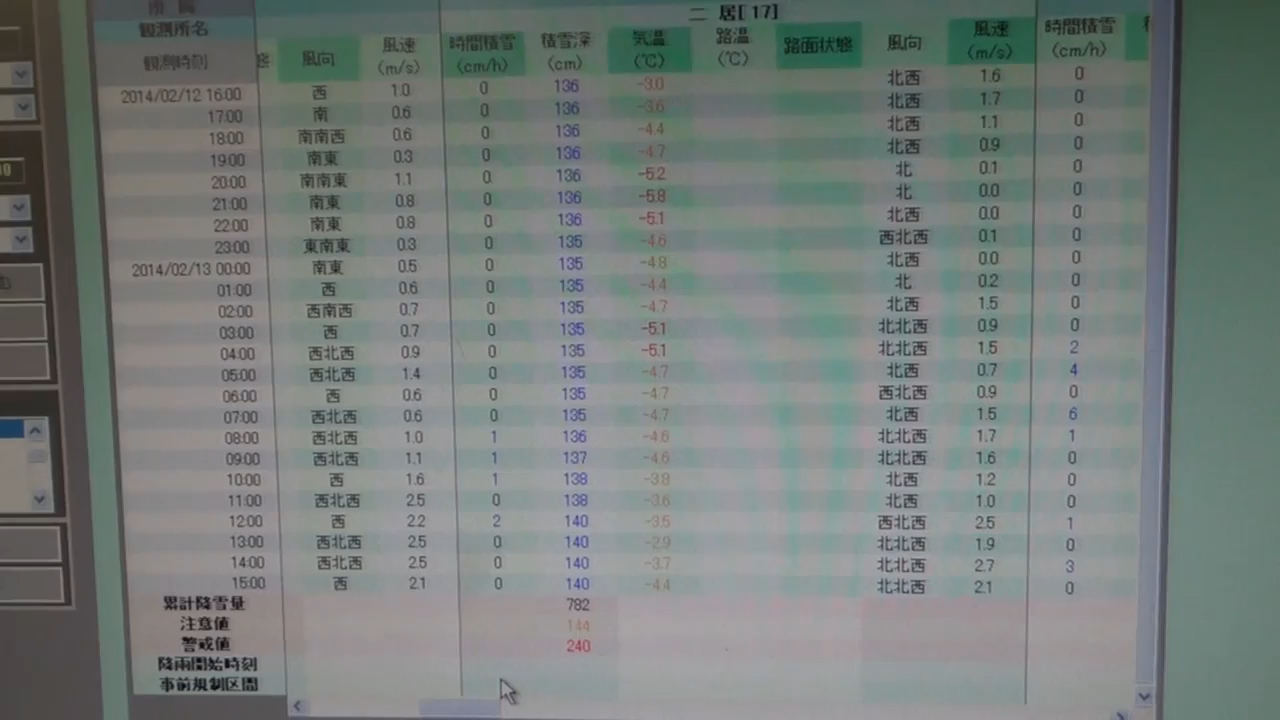 二 居[ 17]
観測所名
観測時刻 風向 風速 (m/s) 時間積雪 (cm/h) 積雪深 (cm) 気温 (℃) 路温 (℃) 路面状態 風向 風速 (m/s) 時間積雪 (cm/h)
2014/02/12 16:00 西 1.0 0 136 -3.0 北西 1.6 0
17:00 南 0.6 0 136 -3.6 北西 1.7 0
18:00 南南西 0.6 0 136 -4.4 北西 1.1 0
19:00 南東 0.3 0 136 -4.7 北西 0.9 0
20:00 南南東 1.1 0 136 -5.2 北 0.1 0
21:00 南東 0.8 0 136 -5.8 北 0.0 0
22:00 南東 0.8 0 136 -5.1 北西 0.0 0
23:00 東南東 0.3 0 135 -4.6 西北西 0.1 0
2014/02/13 00:00 南東 0.5 0 135 -4.8 北西 0.0 0
01:00 西 0.6 0 135 -4.4 北 0.2 0
02:00 西南西 0.7 0 135 -4.7 北西 1.5 0
03:00 西 0.7 0 135 -5.1 北北西 0.9 0
04:00 西北西 0.9 0 135 -5.1 北北西 1.5 2
05:00 西北西 1.4 0 135 -4.7 北西 0.7 4
06:00 西 0.6 0 135 -4.7 西北西 0.9 0
07:00 西北西 0.6 0 135 -4.7 北西 1.5 6
08:00 西北西 1.0 1 136 -4.6 北北西 1.7 1
09:00 西北西 1.1 1 137 -4.6 北北西 1.6 0
10:00 西 1.6 1 138 -3.8 北西 1.2 0
11:00 西北西 2.5 0 138 -3.6 北西 1.0 0
12:00 西 2.2 2 140 -3.5 西北西 2.5 1
13:00 西北西 2.5 0 140 -2.9 北北西 1.9 0
14:00 西北西 2.5 0 140 -3.7 北北西 2.7 3
15:00 西 2.1 0 140 -4.4 北北西 2.1 0
累計降雪量 782
注意値 144
警戒値 240
降雨開始時刻
事前規制区間